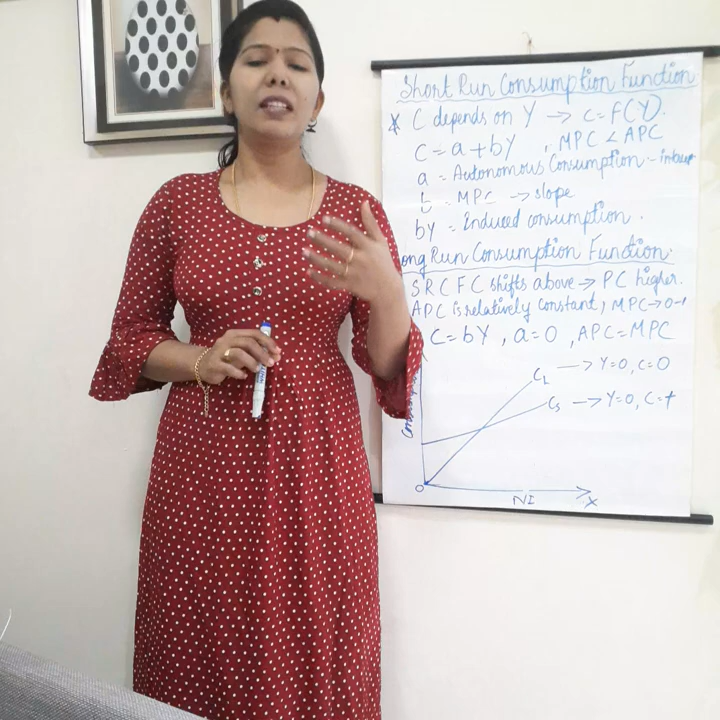 Short Run Consumption Function
* C depends on Y → C = F(Y).
C = a + bY , MPC < APC
a = Autonomous Consumption -
b = MPC → slope
bY = Induced consumption.
Run Consumption Function.
SRCFC shifts above → PC higher.
APC is relatively constant, MPC → 0-1
C = bY , a = 0 , APC = MPC
CL → Y=0, C=0
Cs → Y=0, C=+
O
NI
X